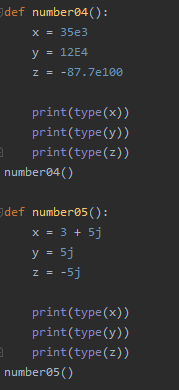 def number04():
    x = 35e3
    y = 12E4
    z = -87.7e100

    print(type(x))
    print(type(y))
    print(type(z))
number04()

def number05():
    x = 3 + 5j
    y = 5j
    z = -5j

    print(type(x))
    print(type(y))
    print(type(z))
number05()